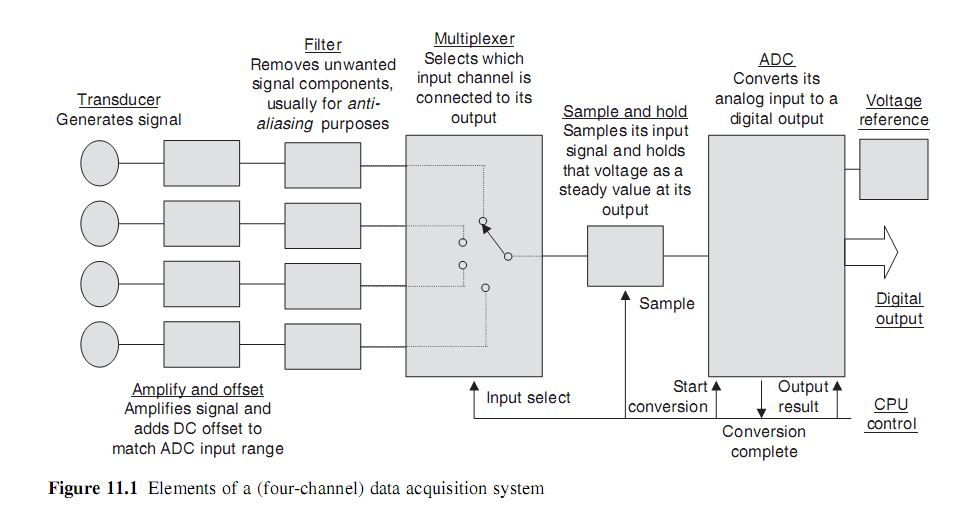 Filter
Removes unwanted
signal components,
usually for anti-
aliasing purposes
Multiplexer
Selects which
input channel is
connected to its
output
ADC
Converts its
analog input to a
digital output
Transducer
Generates signal
Sample and hold
Samples its input
signal and holds
that voltage as a
steady value at its
output
Voltage
reference
Sample
Digital
output
Amplify and offset
Amplifies signal and
adds DC offset to
match ADC input range
Input select
Start
conversion
Output
result
Conversion
complete
CPU
control
Figure 11.1 Elements of a (four-channel) data acquisition system